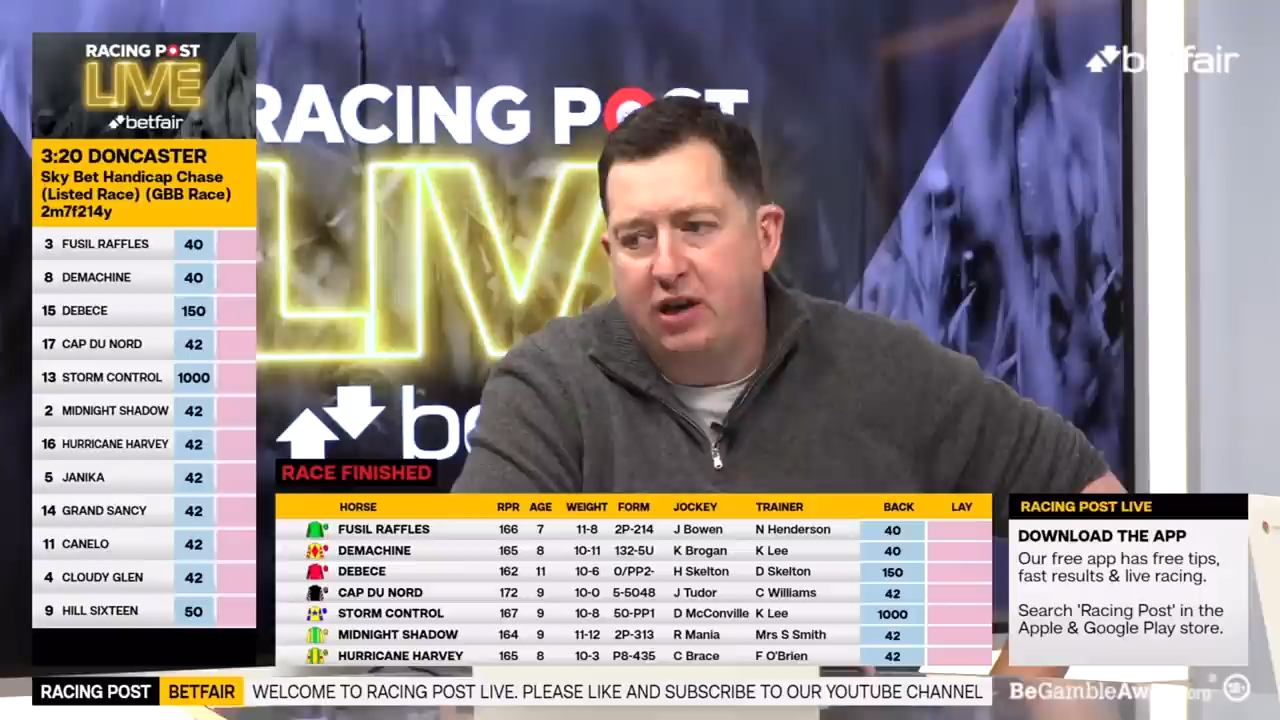 RACING POST
LIVE
betfair
3:20 DONCASTER
Sky Bet Handicap Chase
(Listed Race) (GBB Race)
2m7f214y
3 FUSIL RAFFLES 40
8 DEMACHINE 40
15 DEBECE 150
17 CAP DU NORD 42
13 STORM CONTROL 1000
2 MIDNIGHT SHADOW 42
16 HURRICANE HARVEY 42
5 JANIKA 42
14 GRAND SANCY 42
11 CANELO 42
4 CLOUDY GLEN 42
9 HILL SIXTEEN 50
RACING POST
LIV
be
betfair
RACE FINISHED
HORSE RPR AGE WEIGHT FORM JOCKEY TRAINER BACK LAY
FUSIL RAFFLES 166 7 11-8 2P-214 J Bowen N Henderson 40
DEMACHINE 165 8 10-11 132-5U K Brogan K Lee 40
DEBECE 162 11 10-6 0/PP2- H Skelton D Skelton 150
CAP DU NORD 172 9 10-0 5-5048 J Tudor C Williams 42
STORM CONTROL 167 9 10-8 50-PP1 D McConville K Lee 1000
MIDNIGHT SHADOW 164 9 11-12 2P-313 R Mania Mrs S Smith 42
HURRICANE HARVEY 165 8 10-3 P8-435 C Brace F O'Brien 42
RACING POST LIVE
DOWNLOAD THE APP
Our free app has free tips,
fast results & live racing.
Search 'Racing Post' in the
Apple & Google Play store.
RACING POST BETFAIR WELCOME TO RACING POST LIVE. PLEASE LIKE AND SUBSCRIBE TO OUR YOUTUBE CHANNEL
BeGambleAware.org 18+